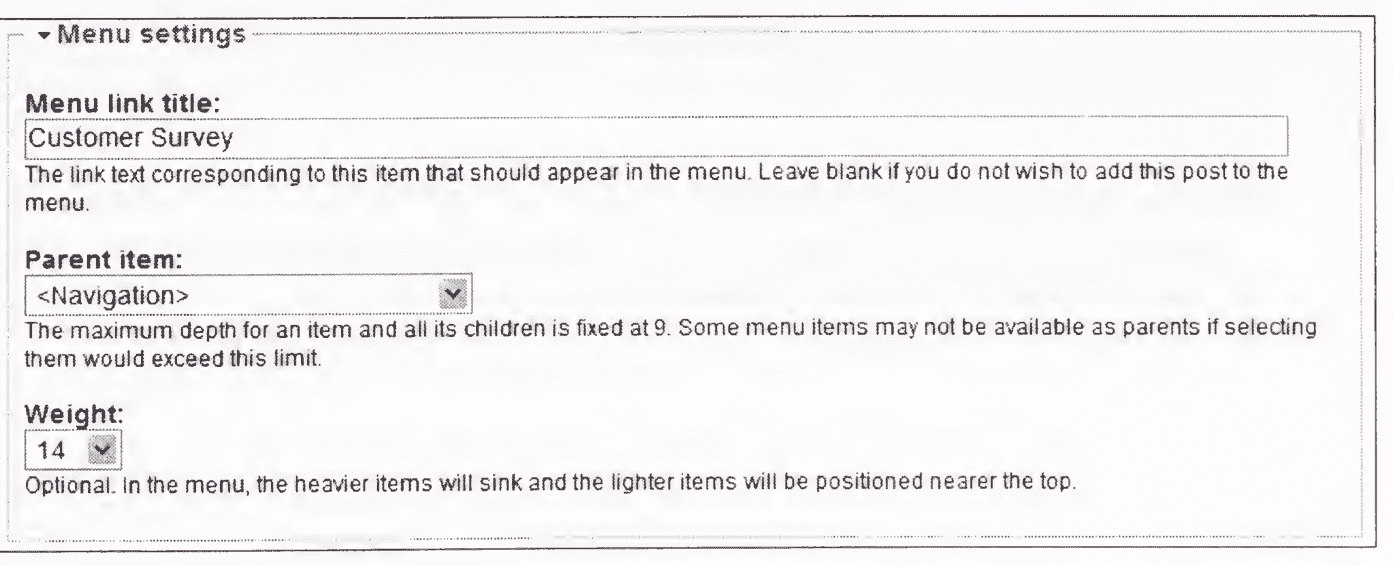 Menu settings
Menu link title:
Customer Survey
The link text corresponding to this item that should appear in the menu. Leave blank if you do not wish to add this post to the
menu.
Parent item:
<Navigation>
The maximum depth for an item and all its children is fixed at 9. Some menu items may not be available as parents if selecting
them would exceed this limit.
Weight:
14
Optional. In the menu, the heavier items will sink and the lighter items will be positioned nearer the top.